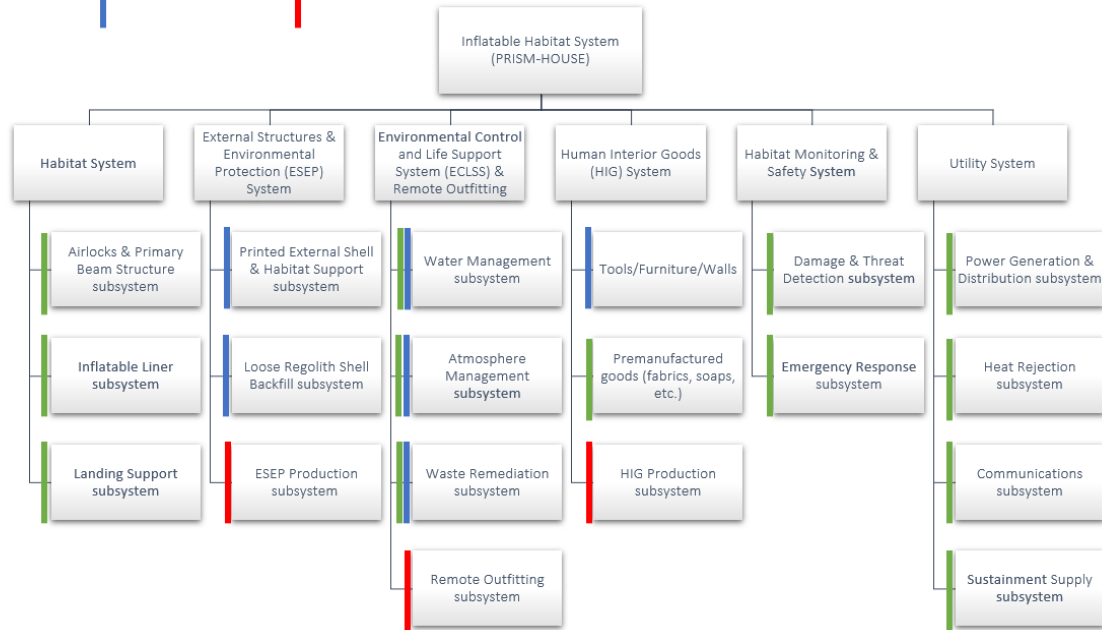 Inflatable Habitat System
(PRISM-HOUSE)
Habitat System
External Structures &
Environmental
Protection (ESEP)
System
Environmental Control
and Life Support
System (ECLSS) &
Remote Outfitting
Human Interior Goods
(HIG) System
Habitat Monitoring &
Safety System
Utility System
Airlocks & Primary
Beam Structure
subsystem
Printed External Shell
& Habitat Support
subsystem
Water Management
subsystem
Tools/Furniture/Walls
Damage & Threat
Detection subsystem
Power Generation &
Distribution subsystem
Inflatable Liner
subsystem
Loose Regolith Shell
Backfill subsystem
Atmosphere
Management
subsystem
Premanufactured
goods (fabrics, soaps,
etc.)
Emergency Response
subsystem
Heat Rejection
subsystem
Landing Support
subsystem
ESEP Production
subsystem
Waste Remediation
subsystem
HIG Production
subsystem
Communications
subsystem
Remote Outfitting
subsystem
Sustainment Supply
subsystem